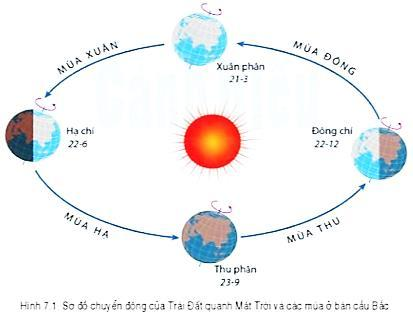 MÙA XUÂN
Xuân phân
21-3
MÙA ĐÔNG
Hạ chí
22-6
Đông chí
22-12
MÙA HẠ
Thu phân
23-9
MÙA THU
Hình 7.1 Sơ đồ chuyển động của Trái Đất quanh Mặt Trời và các mùa ở bán cầu Bắc